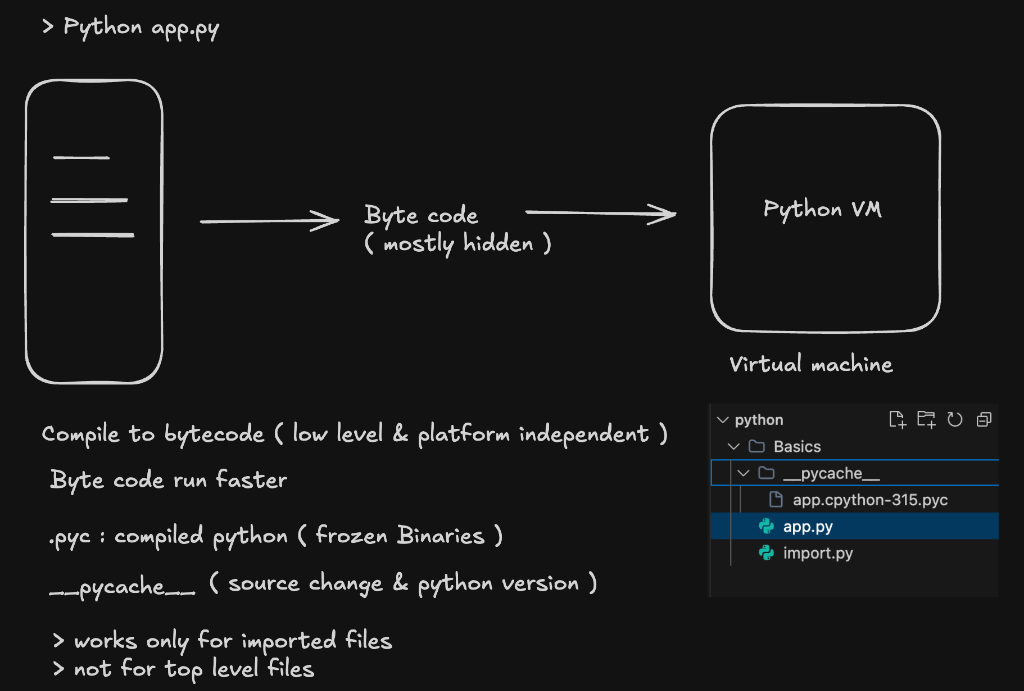 > Python app.py
Byte code
( mostly hidden )
Python VM
Virtual machine
Compile to bytecode ( low level & platform independent )
Byte code run faster
.pyc : compiled python ( frozen Binaries )
__pycache__ ( source change & python version )
> works only for imported files
> not for top level files
python
Basics
__pycache__
app.cpython-315.pyc
app.py
import.py